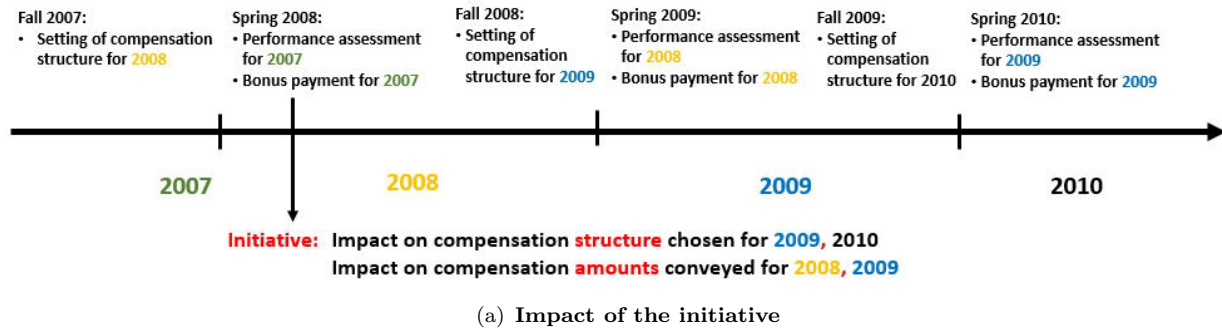 Fall 2007:
• Setting of compensation
structure for 2008
Spring 2008:
• Performance assessment
for 2007
• Bonus payment for 2007
Fall 2008:
• Setting of
compensation
structure for 2009
Spring 2009:
• Performance assessment
for 2008
• Bonus payment for 2008
Fall 2009:
• Setting of
compensation
structure for 2010
Spring 2010:
• Performance assessment
for 2009
• Bonus payment for 2009
2007
2008
2009
2010
Initiative: Impact on compensation structure chosen for 2009, 2010
Impact on compensation amounts conveyed for 2008, 2009
(a) Impact of the initiative